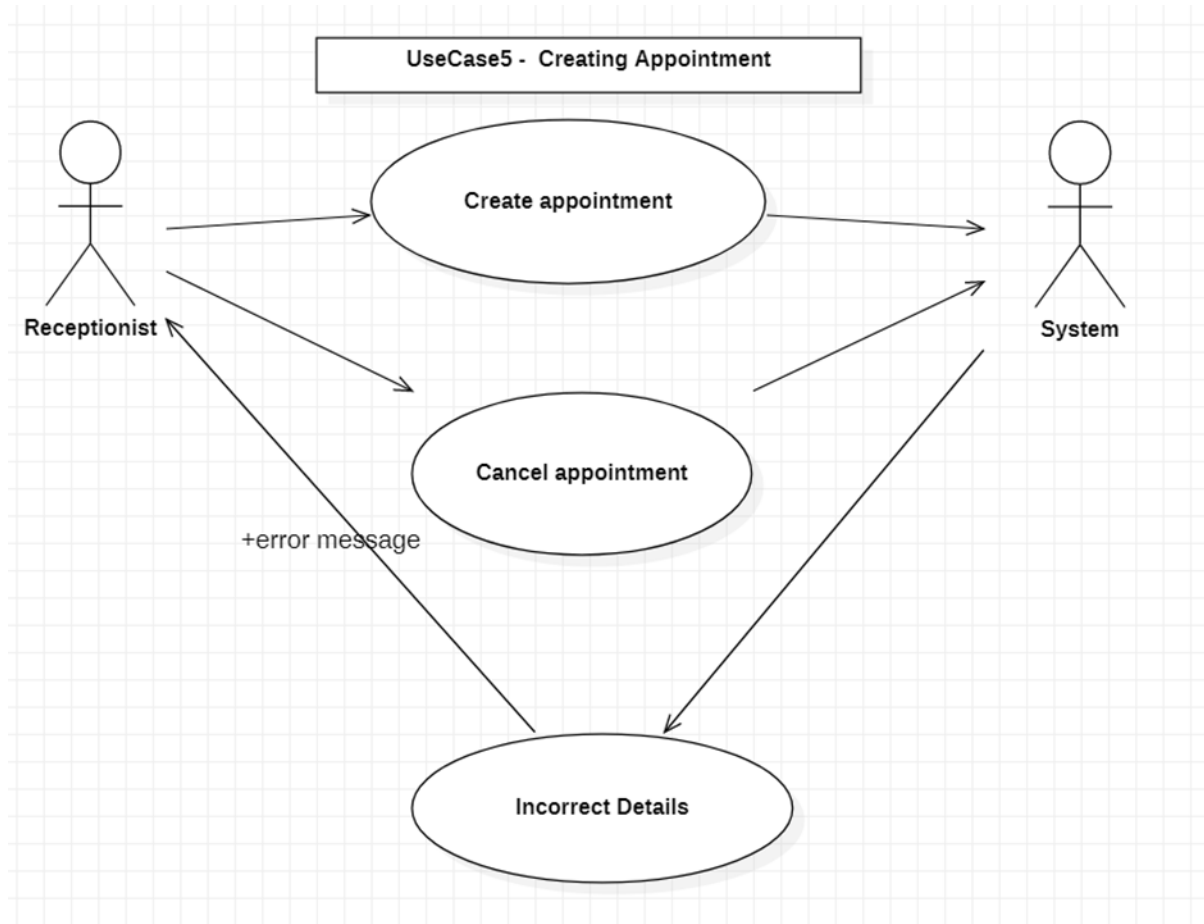 UseCase5 - Creating Appointment
Create appointment
Receptionist
System
Cancel appointment
+error message
Incorrect Details